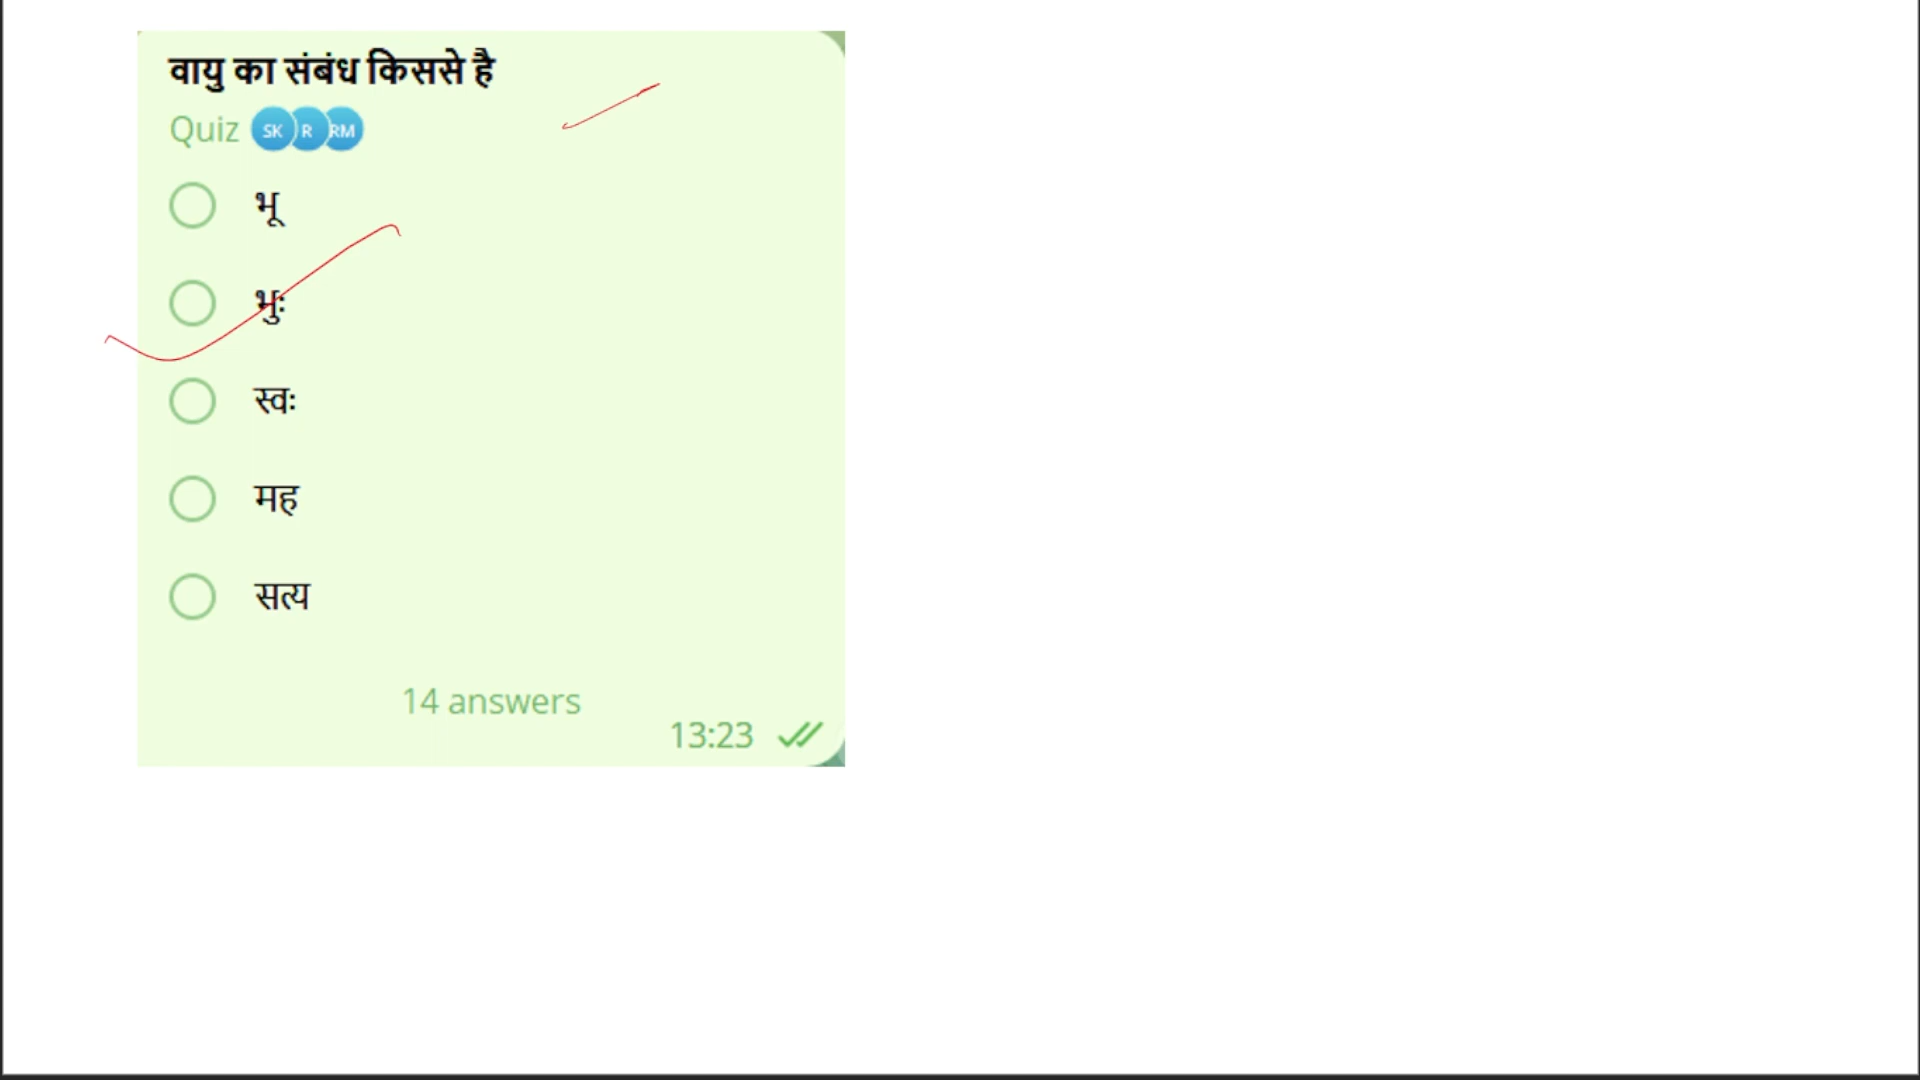 वायु का संबंध किससे है
Quiz SK R RM
भू
भुः
स्वः
मह
सत्य
14 answers
13:23